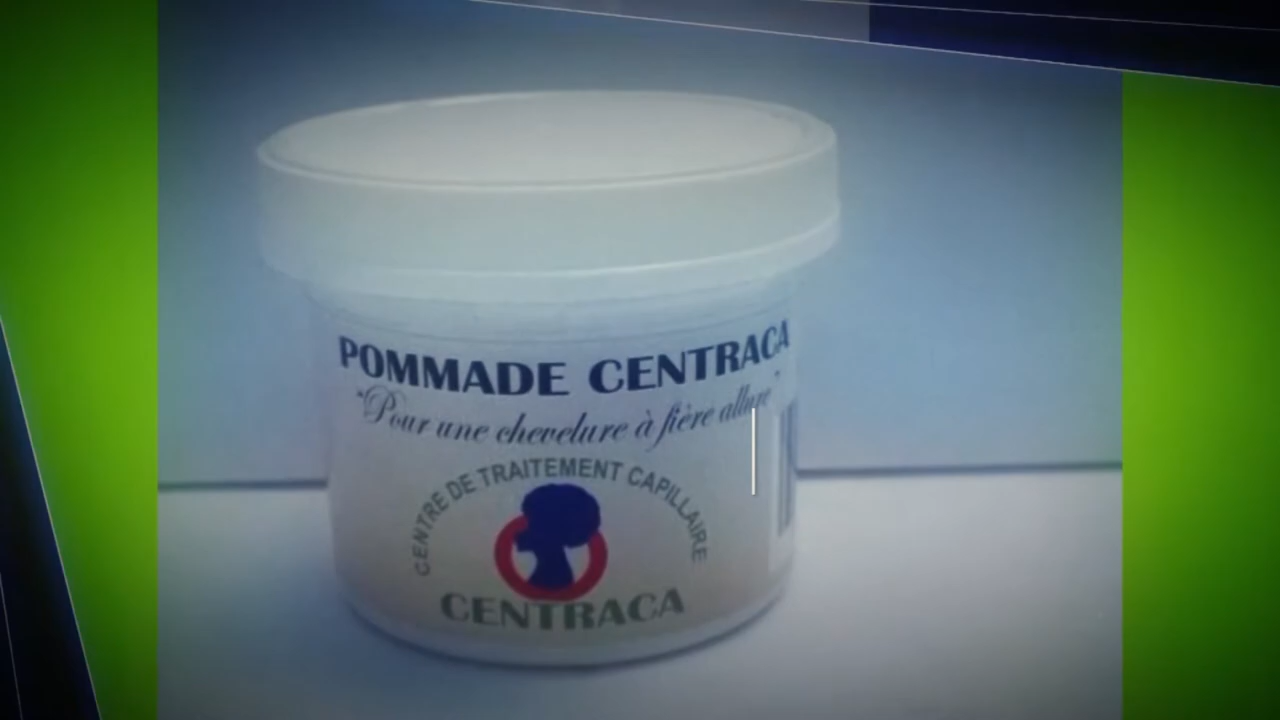 POMMADE CENTRACA
"Pour une chevelure à fière allure"
CENTRE DE TRAITEMENT CAPILLAIRE
CENTRACA